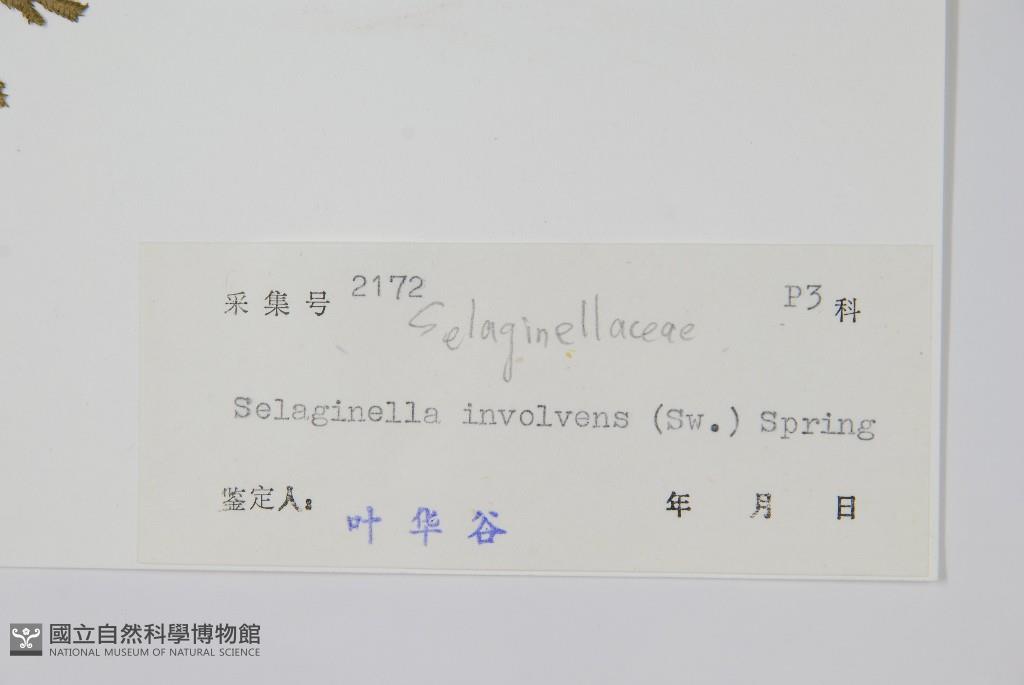 采集号 2172 P3 科
Selaginellaceae
Selaginella involvens (Sw.) Spring
鉴定人: 叶华谷 年 月 日
國立自然科學博物館
NATIONAL MUSEUM OF NATURAL SCIENCE